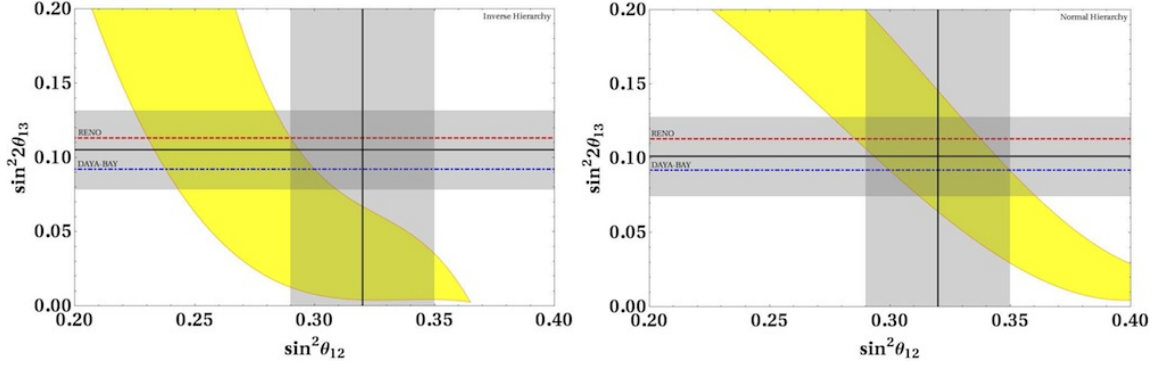 0.20
Inverse Hierarchy
0.15
RENO
0.10
DAYA-BAY
0.05
0.00
0.20 0.25 0.30 0.35 0.40
sin²θ₁₂
sin²2θ₁₃
0.20
Normal Hierarchy
0.15
RENO
0.10
DAYA-BAY
0.05
0.00
0.20 0.25 0.30 0.35 0.40
sin²θ₁₂
sin²2θ₁₃